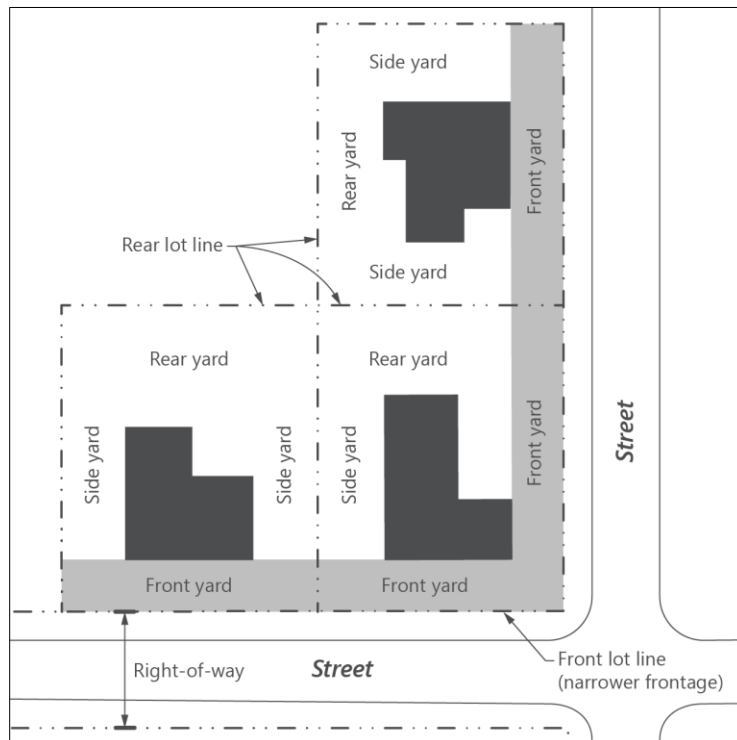 Side yard
Rear yard
Front yard
Rear lot line
Side yard
Rear yard
Rear yard
Street
Side yard
Side yard
Side yard
Front yard
Front yard
Front yard
Right-of-way
Street
Front lot line
(narrower frontage)